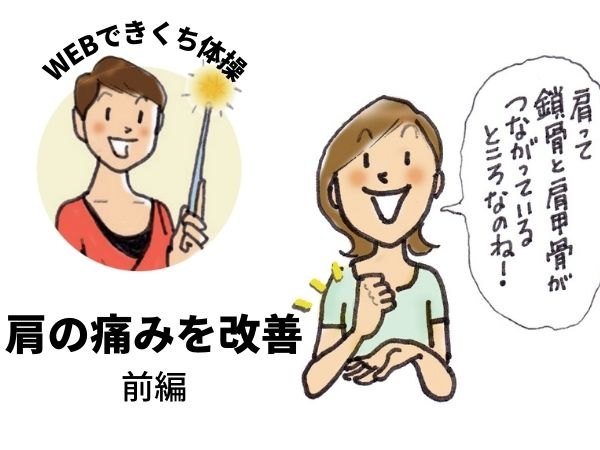 WEBできくち体操
肩の痛みを改善
前編
肩って
鎖骨と肩甲骨が
つながっている
ところなのね！